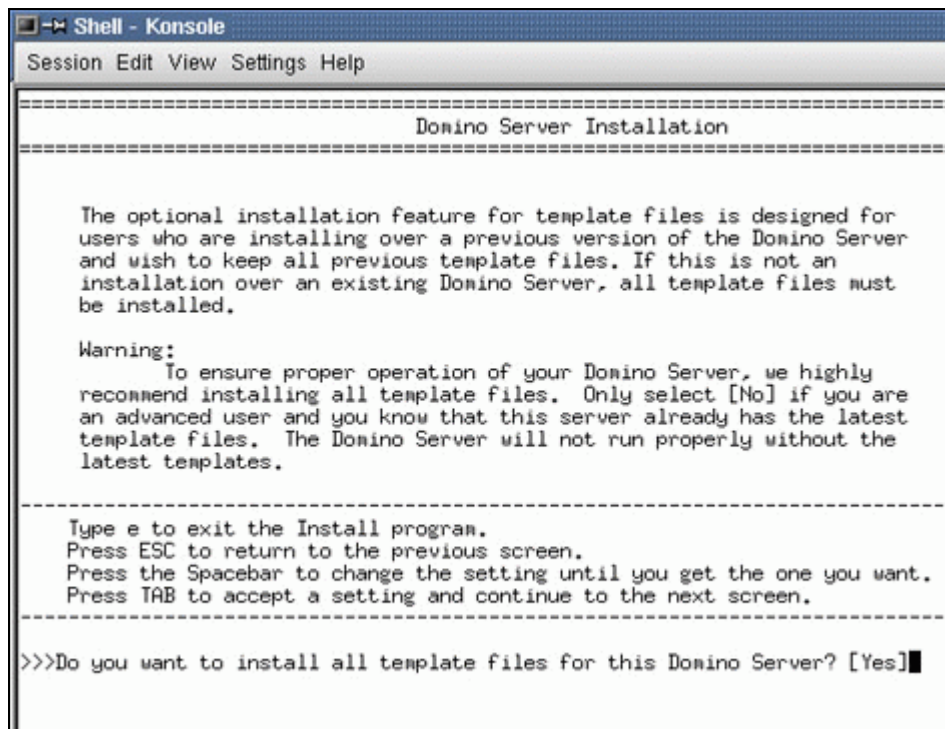 Shell - Konsole
Session Edit View Settings Help
================================================================================
Domino Server Installation
================================================================================
The optional installation feature for template files is designed for
users who are installing over a previous version of the Domino Server
and wish to keep all previous template files. If this is not an
installation over an existing Domino Server, all template files must
be installed.
Warning:
To ensure proper operation of your Domino Server, we highly
recommend installing all template files.  Only select [No] if you are
an advanced user and you know that this server already has the latest
template files.  The Domino Server will not run properly without the
latest templates.
--------------------------------------------------------------------------------
Type e to exit the Install program.
Press ESC to return to the previous screen.
Press the Spacebar to change the setting until you get the one you want.
Press TAB to accept a setting and continue to the next screen.
--------------------------------------------------------------------------------
>>>Do you want to install all template files for this Domino Server? [Yes]